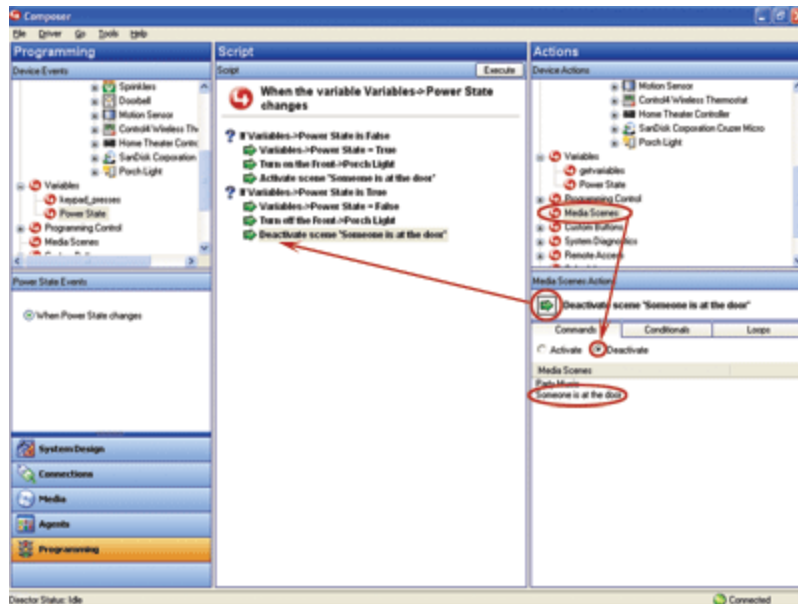 Composer
File Driver Go Tools Help
Programming
Device Events
Sprinklers
Doorbell
Motion Sensor
Control4 Wireless Th
Home Theater Contro
SanDisk Corporation
Porch Light
Variables
keypad_presses
Power State
Programming Control
Media Scenes
Power State Events
When Power State changes
System Design
Connections
Media
Agents
Programming
Director Status: Idle
Script
Script
Execute
When the variable Variables->Power State changes
If Variables->Power State is False
Variables->Power State = True
Turn on the Front->Porch Light
Activate scene 'Someone is at the door'
If Variables->Power State is True
Variables->Power State = False
Turn off the Front->Porch Light
Deactivate scene 'Someone is at the door'
Actions
Device Actions
Motion Sensor
Control4 Wireless Thermostat
Home Theater Controller
SanDisk Corporation Cruzer Micro
Porch Light
Variables
getvariables
Power State
Programming Control
Media Scenes
Custom Buttons
System Diagnostics
Remote Access
Media Scenes Actions
Deactivate scene 'Someone is at the door'
Commands Conditionals Loops
Activate Deactivate
Media Scenes
Party Music
Someone is at the door
Connected